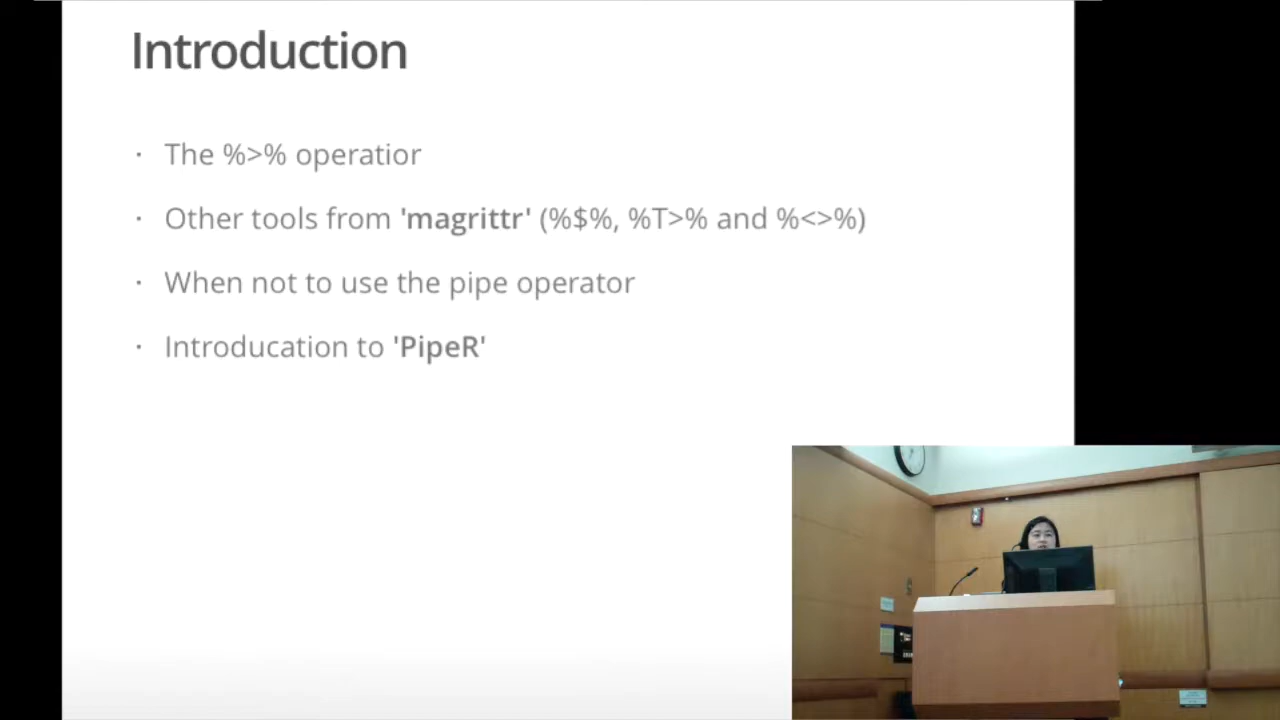 Introduction
· The %>% operatior
· Other tools from 'magrittr' (%$%, %T>% and %<>%)
· When not to use the pipe operator
· Introducation to 'PipeR'